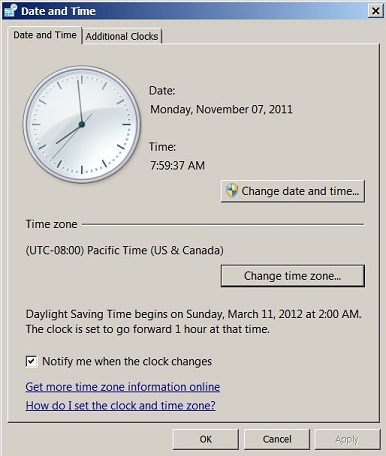 Date and Time
Date and Time
Additional Clocks
Date:
Monday, November 07, 2011
Time:
7:59:37 AM
Change date and time...
Time zone
(UTC-08:00) Pacific Time (US & Canada)
Change time zone...
Daylight Saving Time begins on Sunday, March 11, 2012 at 2:00 AM.
The clock is set to go forward 1 hour at that time.
Notify me when the clock changes
Get more time zone information online
How do I set the clock and time zone?
OK
Cancel
Apply